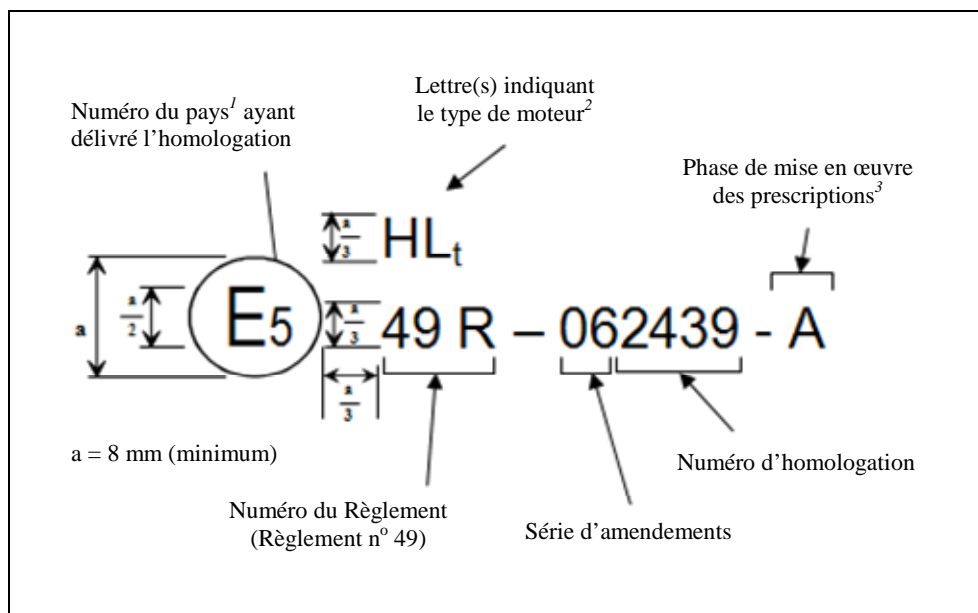 Lettre(s) indiquant
le type de moteur²
Numéro du pays¹ ayant
délivré l’homologation
Phase de mise en œuvre
des prescriptions³
a/3
HLt
a
a/2
E5
a/3
49 R – 062439 - A
a/3
a = 8 mm (minimum)
Numéro d’homologation
Numéro du Règlement
(Règlement nº 49)
Série d’amendements